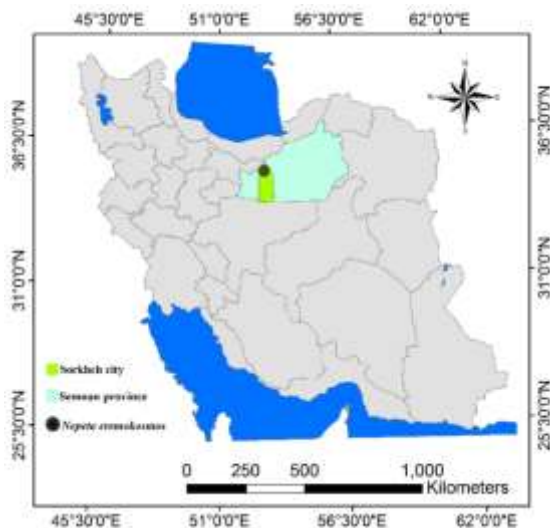 45°30'0"E 51°0'0"E 56°30'0"E 62°0'0"E
N
36°30'0"N 36°30'0"N
31°0'0"N 31°0'0"N
Sorkheh city
Semnan province
Nepeta eremokosmos
25°30'0"N 25°30'0"N
0 250 500 1,000
Kilometers
45°30'0"E 51°0'0"E 56°30'0"E 62°0'0"E